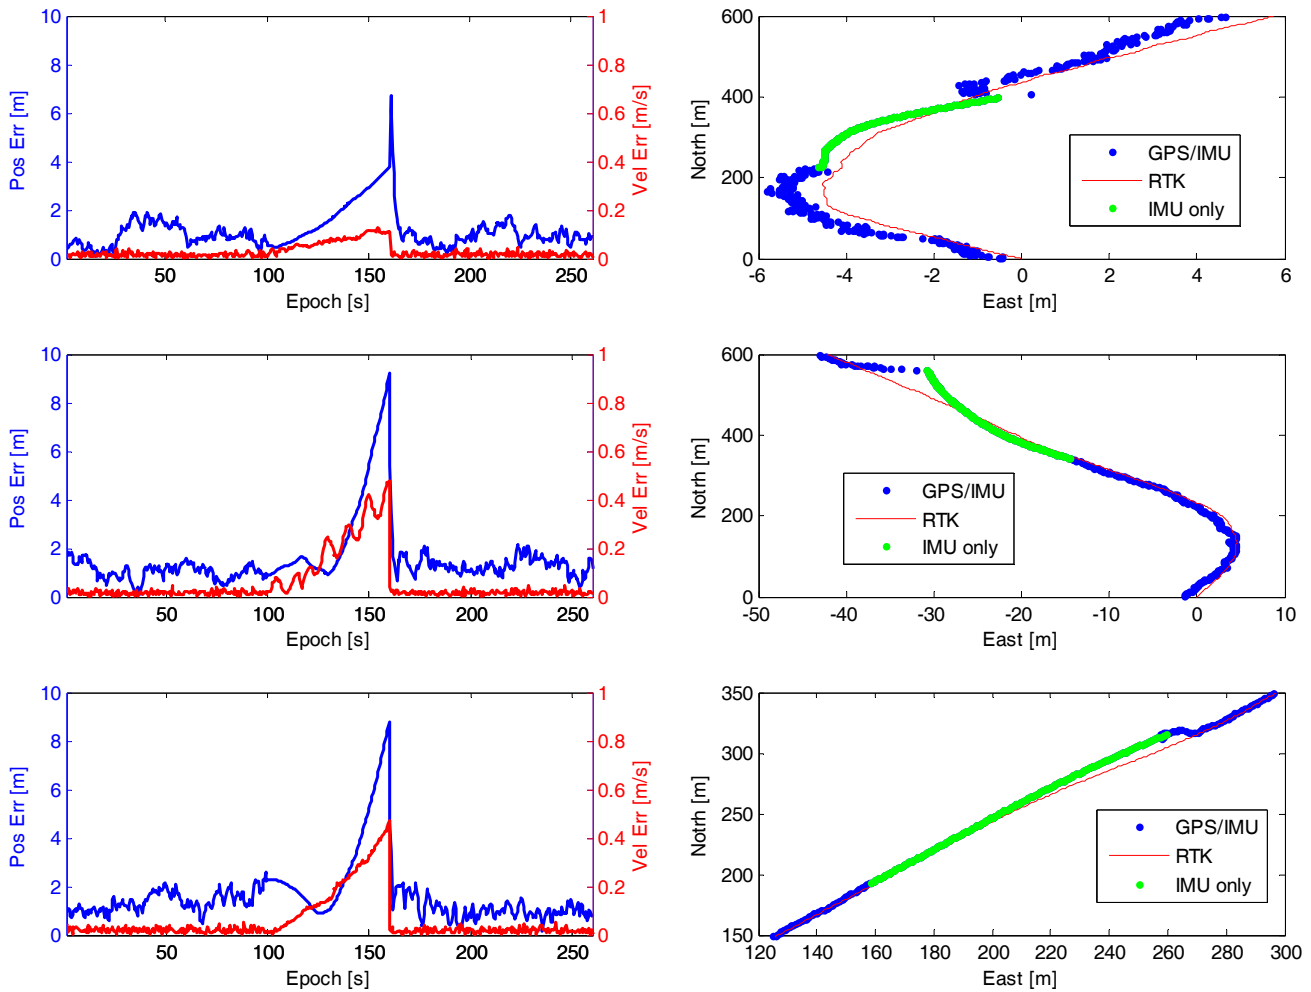 10
8
6
4
2
0
Pos Err [m]
1
0.8
0.6
0.4
0.2
0
Vel Err [m/s]
50 100 150 200 250
Epoch [s]
600
400
200
0
Notrh [m]
GPS/IMU
RTK
IMU only
-6 -4 -2 0 2 4 6
East [m]
10
8
6
4
2
0
Pos Err [m]
1
0.8
0.6
0.4
0.2
0
Vel Err [m/s]
50 100 150 200 250
Epoch [s]
600
400
200
0
Notrh [m]
GPS/IMU
RTK
IMU only
-50 -40 -30 -20 -10 0 10
East [m]
10
8
6
4
2
0
Pos Err [m]
1
0.8
0.6
0.4
0.2
0
Vel Err [m/s]
50 100 150 200 250
Epoch [s]
350
300
250
200
150
Notrh [m]
GPS/IMU
RTK
IMU only
120 140 160 180 200 220 240 260 280 300
East [m]